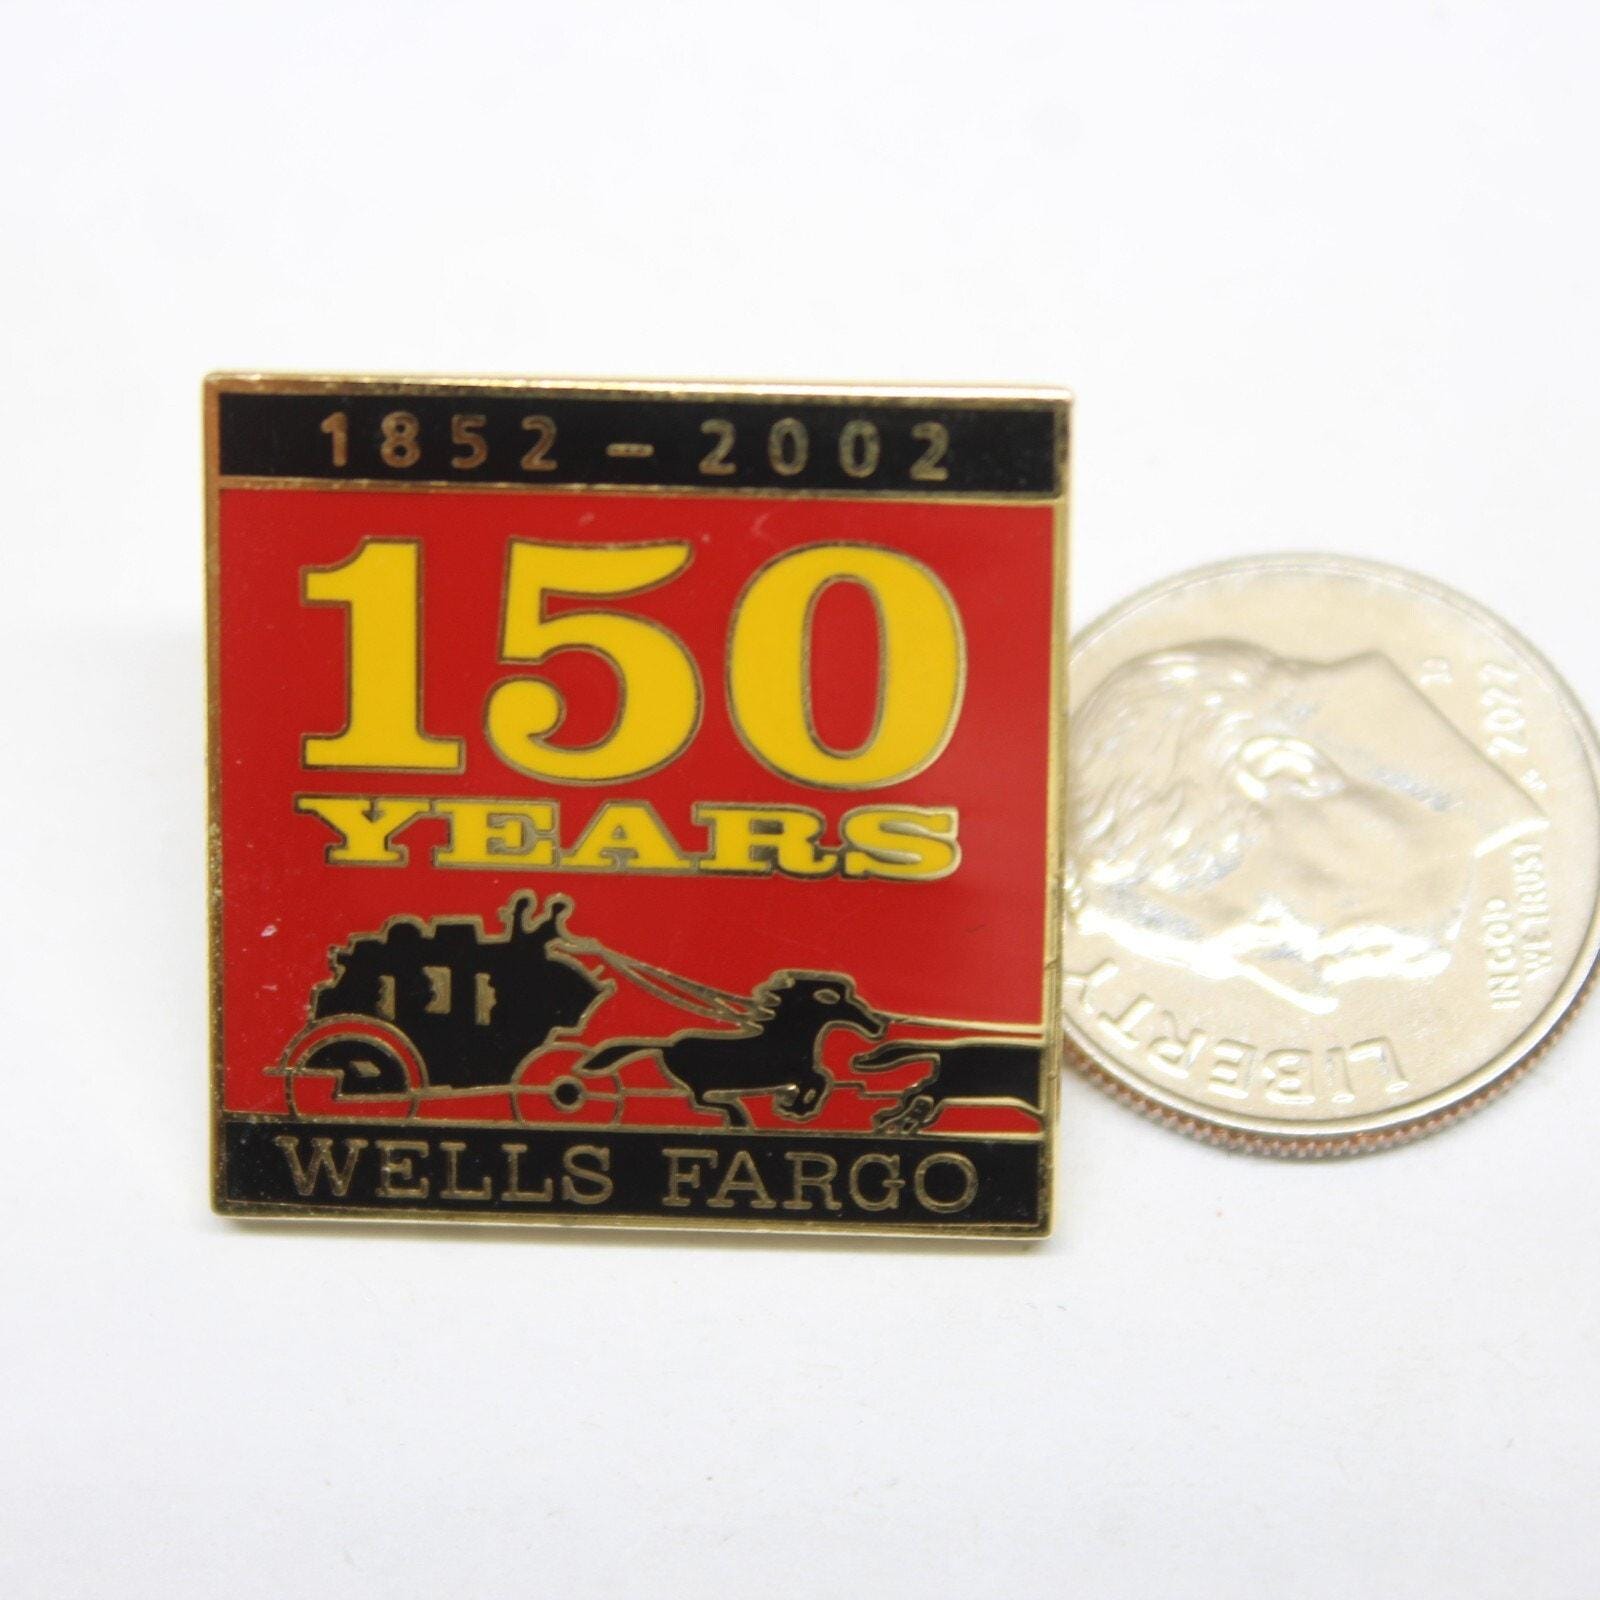 1852 – 2002
150
YEARS
WELLS FARGO
LIBERTY
IN GOD
WE TRUST
2022